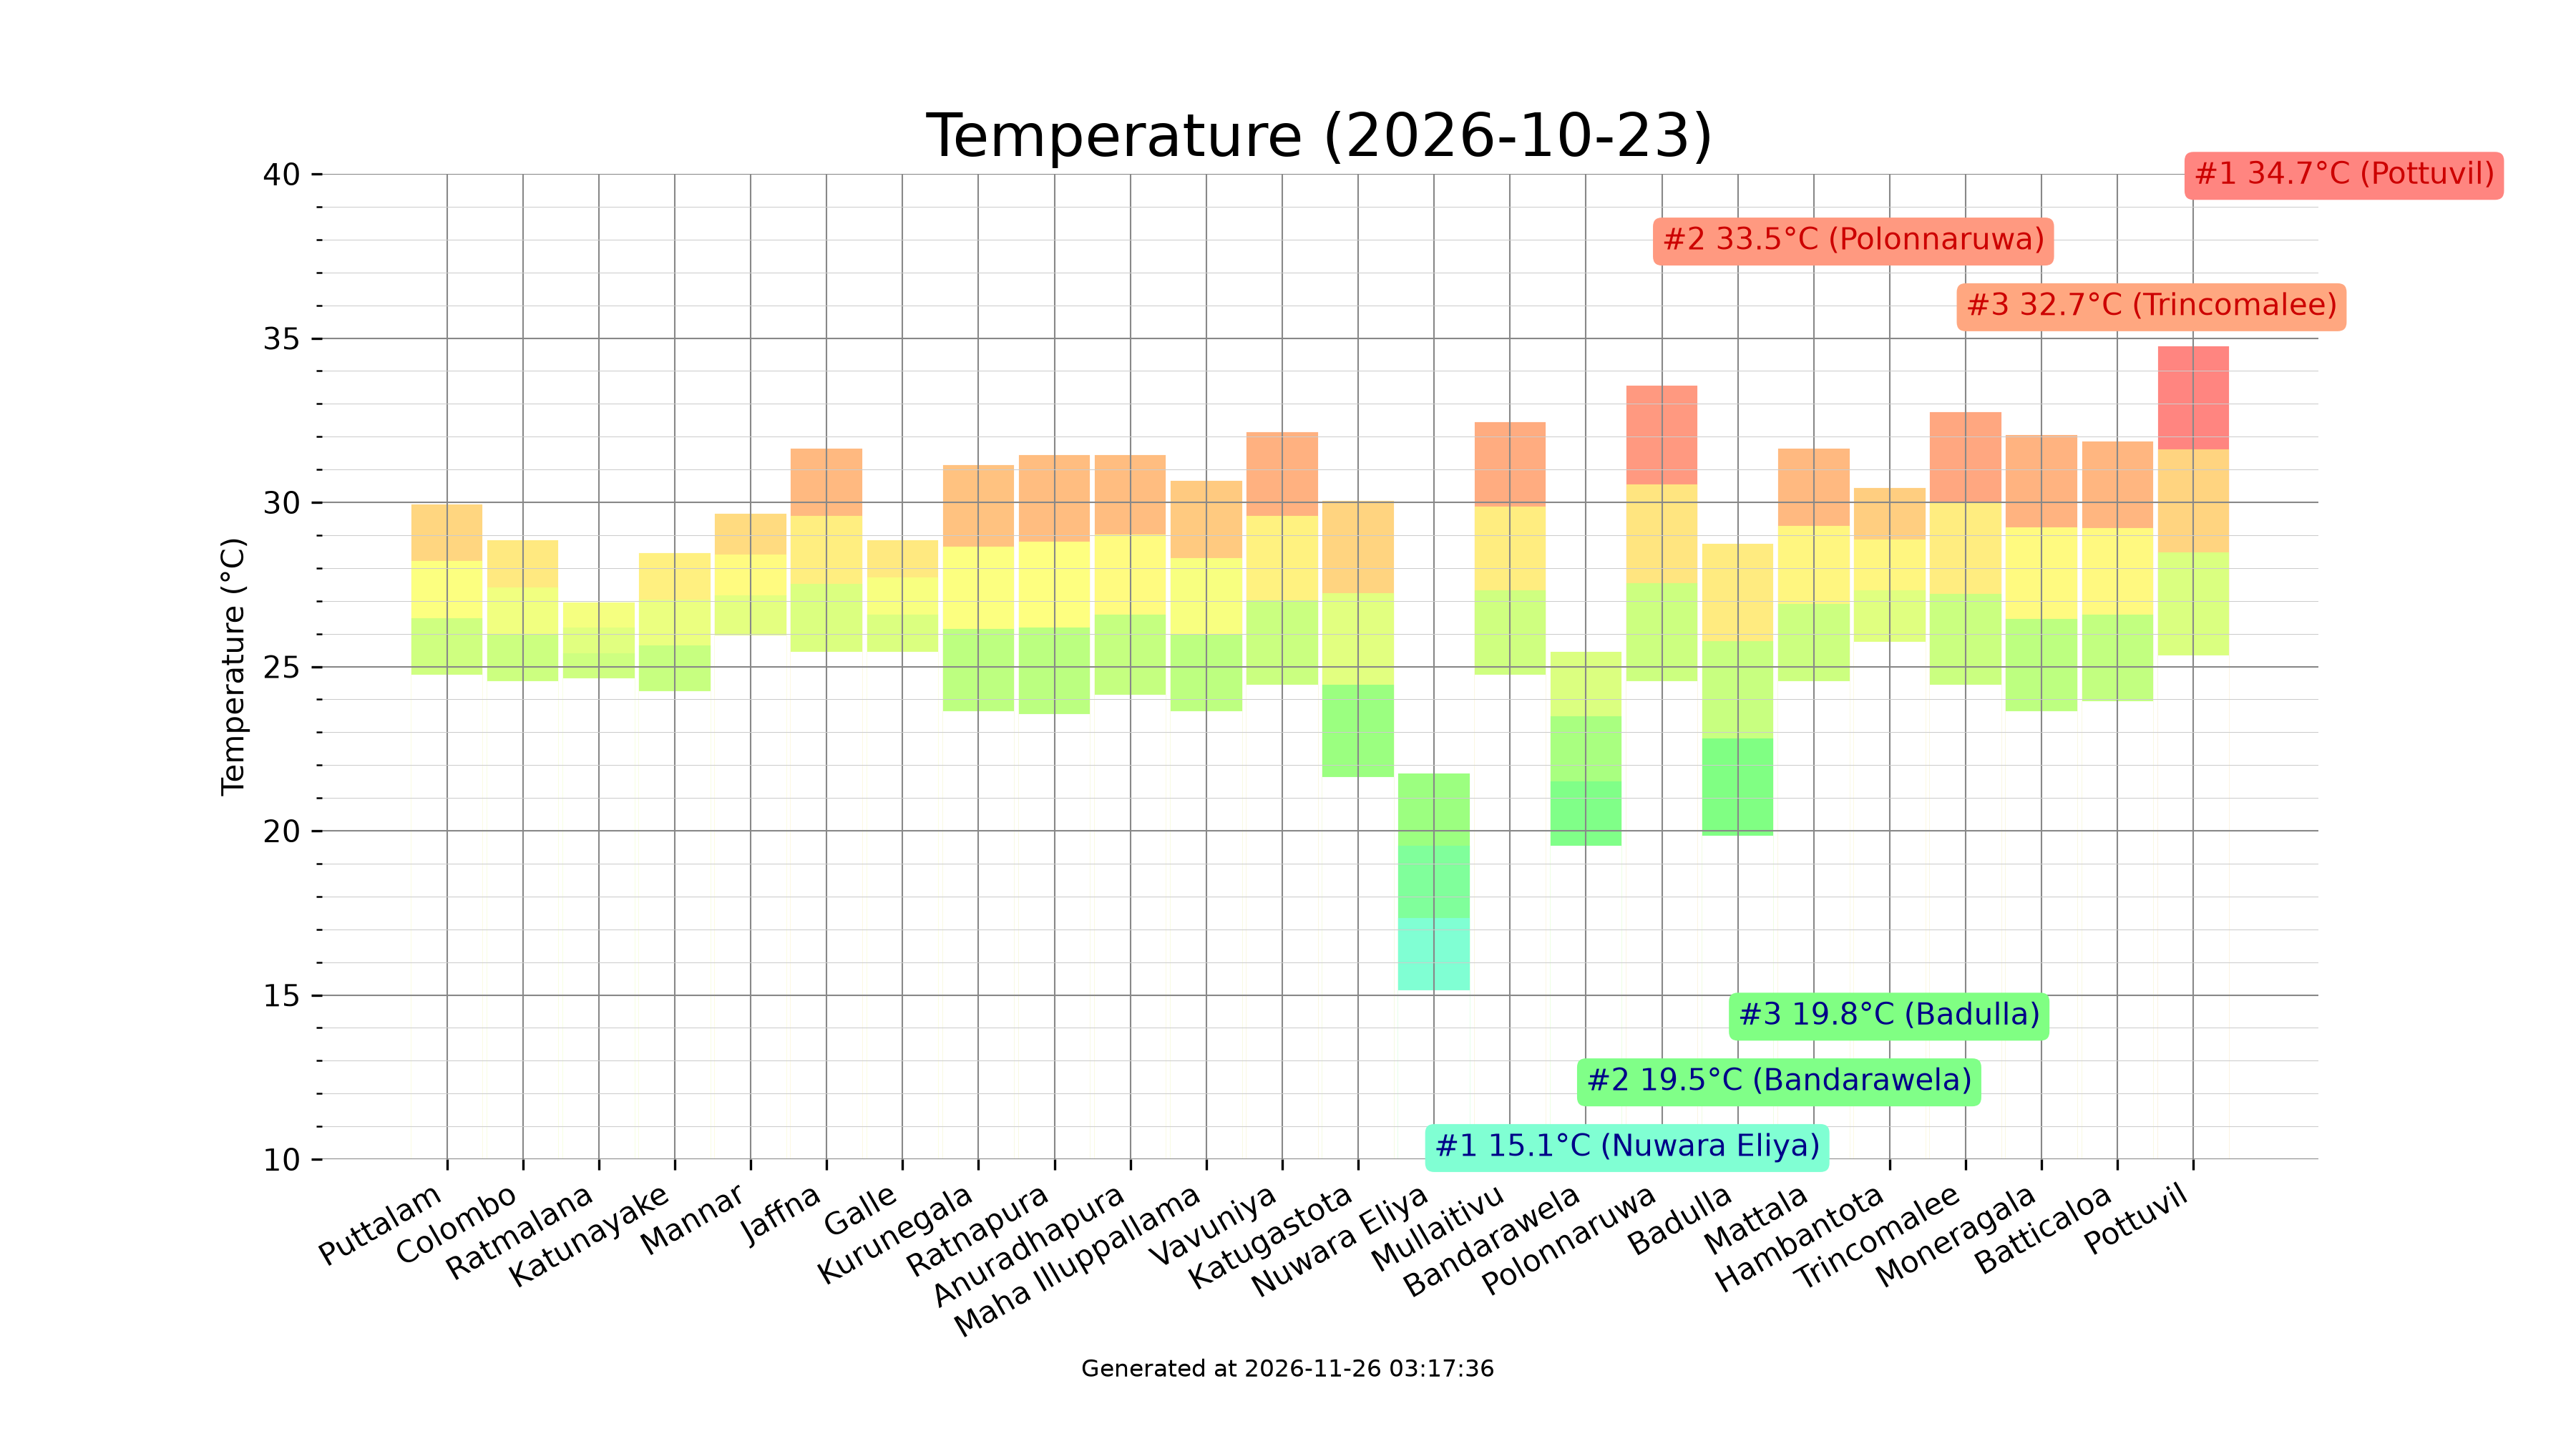 Temperature (2026-10-23)
#1 34.7°C (Pottuvil)
#2 33.5°C (Polonnaruwa)
#3 32.7°C (Trincomalee)
40
35
30
25
20
15
10
Temperature (°C)
#3 19.8°C (Badulla)
#2 19.5°C (Bandarawela)
#1 15.1°C (Nuwara Eliya)
Puttalam
Colombo
Ratmalana
Katunayake
Mannar
Jaffna
Galle
Kurunegala
Ratnapura
Anuradhapura
Maha Illuppallama
Vavuniya
Katugastota
Nuwara Eliya
Mullaitivu
Bandarawela
Polonnaruwa
Badulla
Mattala
Hambantota
Trincomalee
Moneragala
Batticaloa
Pottuvil
Generated at 2026-11-26 03:17:36